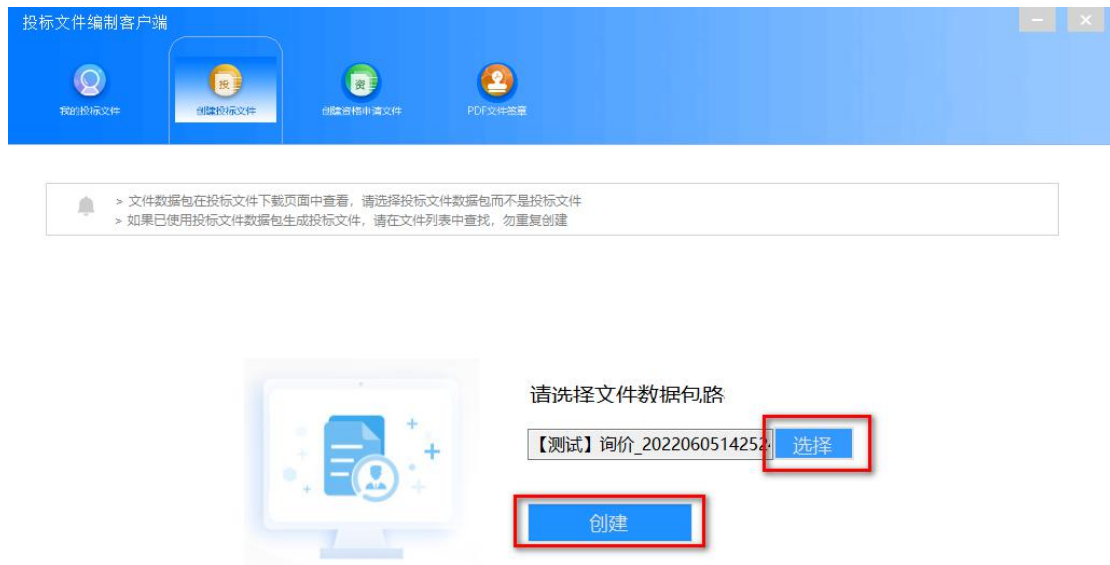 投标文件编制客户端
投
资
我的投标文件
创建投标文件
创建资格申请文件
PDF文件签章
> 文件数据包在投标文件下载页面中查看，请选择投标文件数据包而不是投标文件
> 如果已使用投标文件数据包生成投标文件，请在文件列表中查找，勿重复创建
请选择文件数据包路
【测试】询价_2022060514252
选择
创建